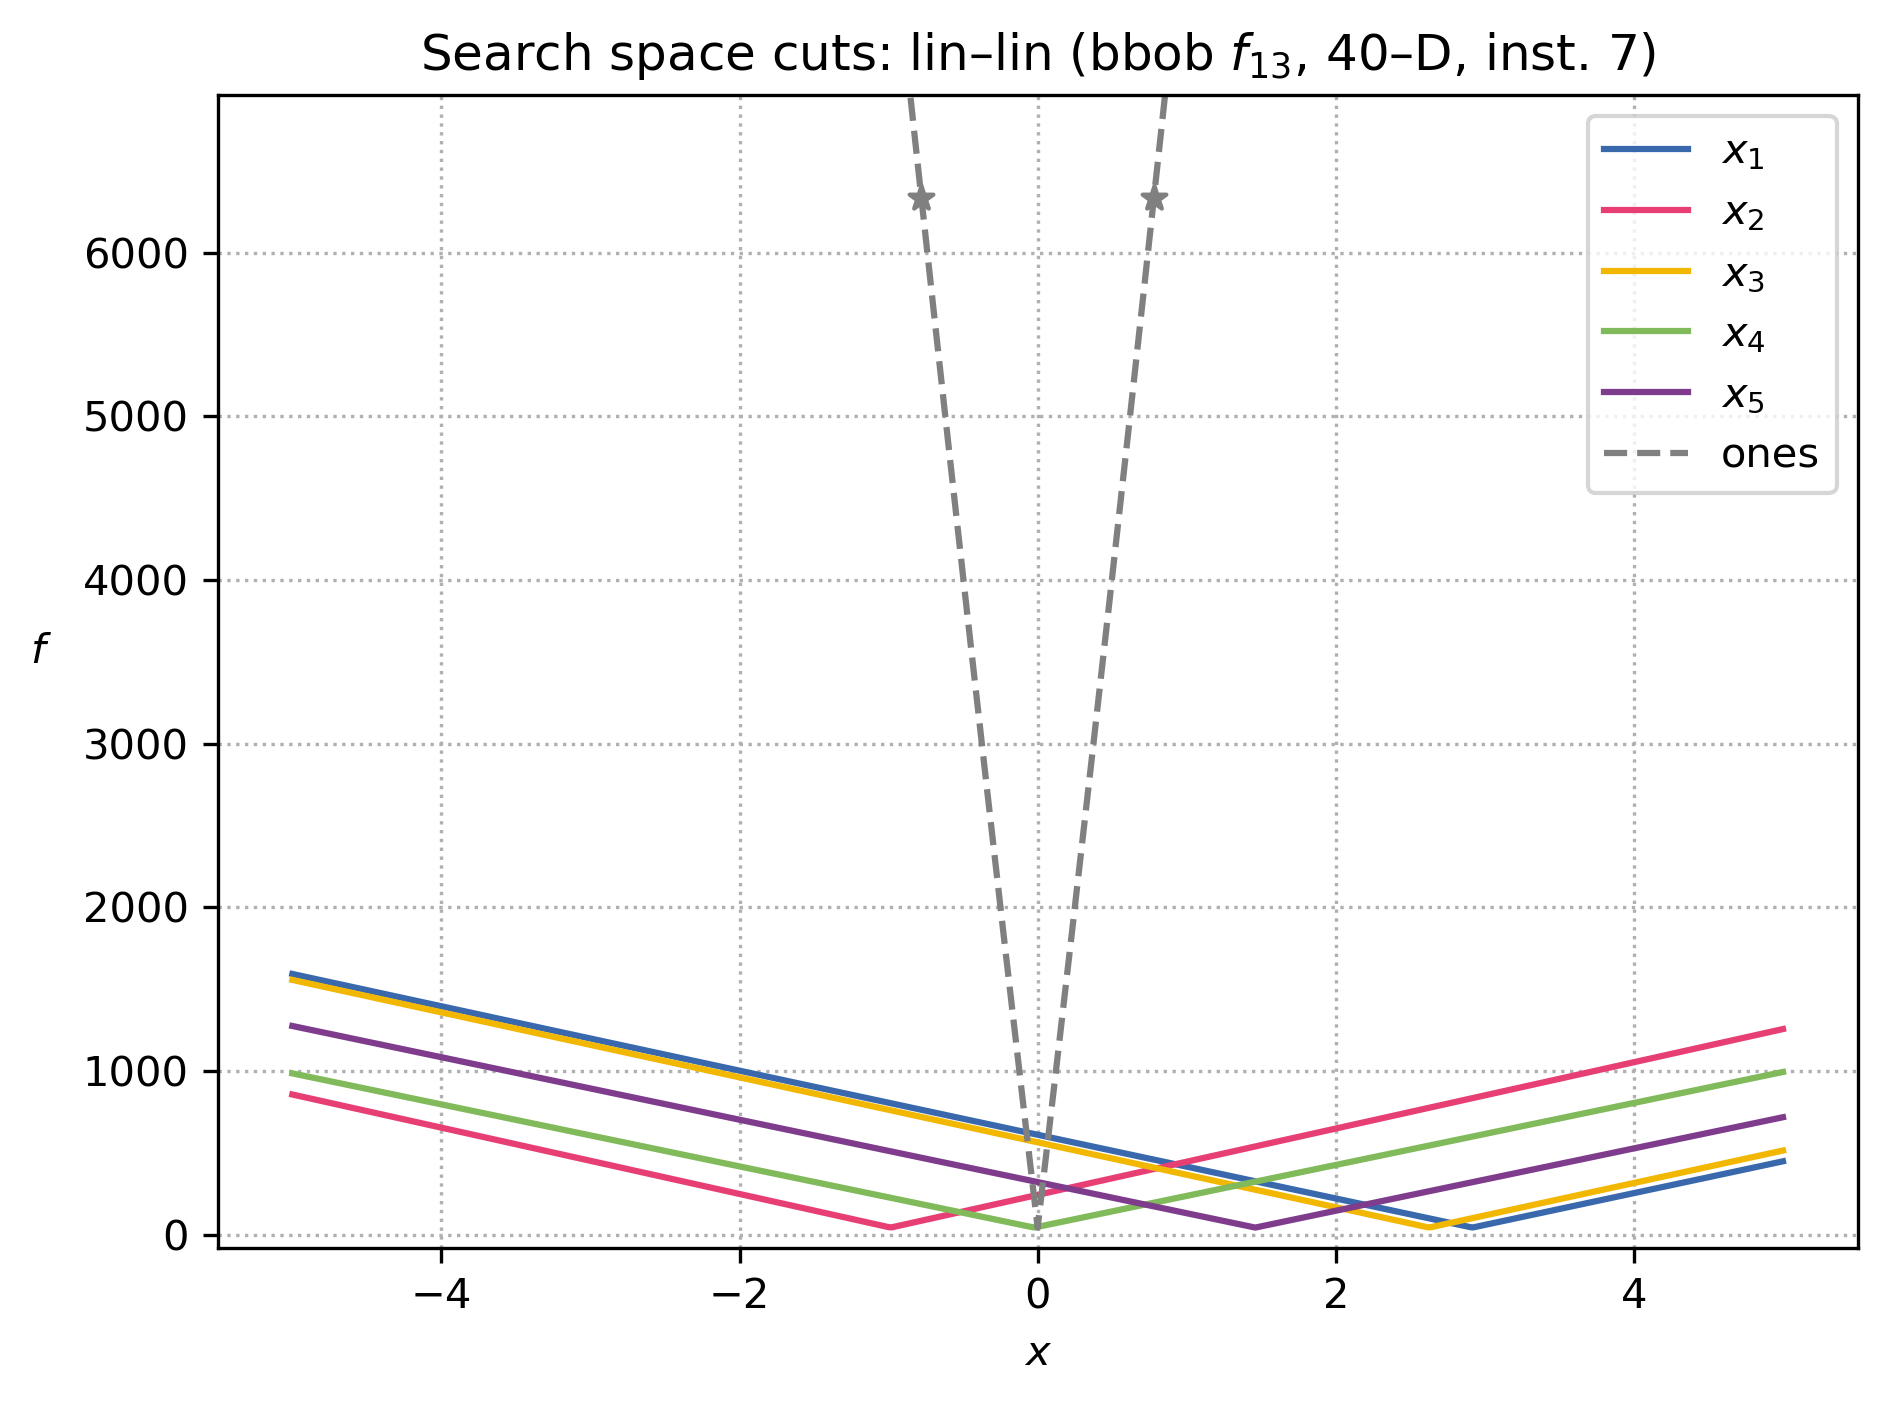 Search space cuts: lin–lin (bbob f₁₃, 40–D, inst. 7)
x₁
x₂
x₃
x₄
x₅
ones
6000
5000
4000
3000
2000
1000
0
f
−4 −2 0 2 4
x